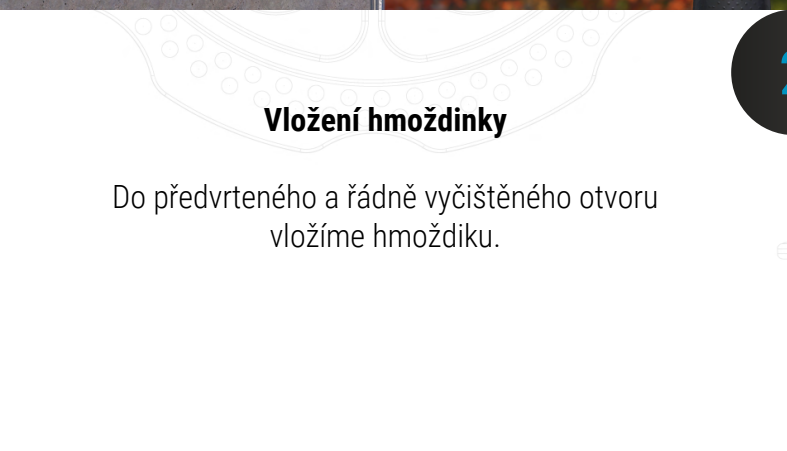 Vložení hmoždinky
Do předvrteného a řádně vyčištěného otvoru
vložíme hmoždiku.